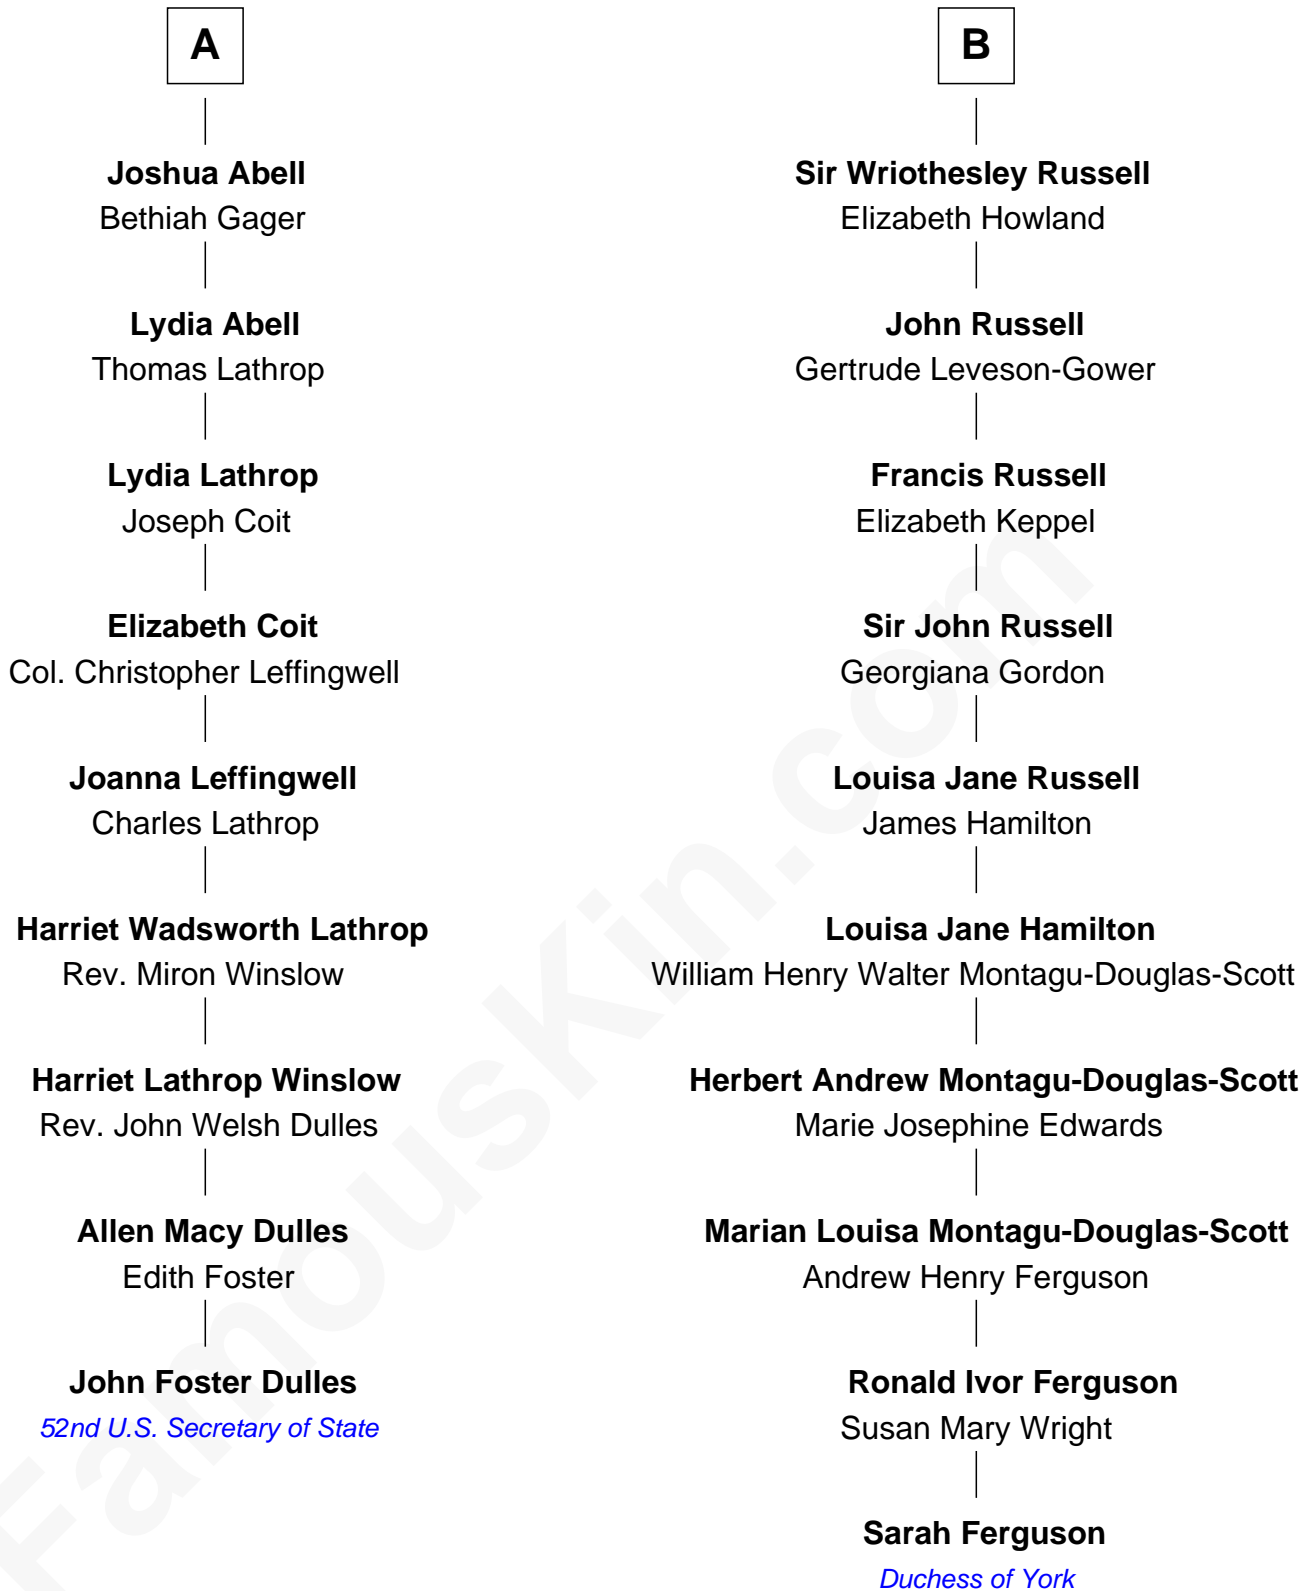 A
Joshua Abell
Bethiah Gager
Lydia Abell
Thomas Lathrop
Lydia Lathrop
Joseph Coit
Elizabeth Coit
Col. Christopher Leffingwell
Joanna Leffingwell
Charles Lathrop
Harriet Wadsworth Lathrop
Rev. Miron Winslow
Harriet Lathrop Winslow
Rev. John Welsh Dulles
Allen Macy Dulles
Edith Foster
John Foster Dulles
52nd U.S. Secretary of State
B
Sir Wriothesley Russell
Elizabeth Howland
John Russell
Gertrude Leveson-Gower
Francis Russell
Elizabeth Keppel
Sir John Russell
Georgiana Gordon
Louisa Jane Russell
James Hamilton
Louisa Jane Hamilton
William Henry Walter Montagu-Douglas-Scott
Herbert Andrew Montagu-Douglas-Scott
Marie Josephine Edwards
Marian Louisa Montagu-Douglas-Scott
Andrew Henry Ferguson
Ronald Ivor Ferguson
Susan Mary Wright
Sarah Ferguson
Duchess of York
FamousKin.com